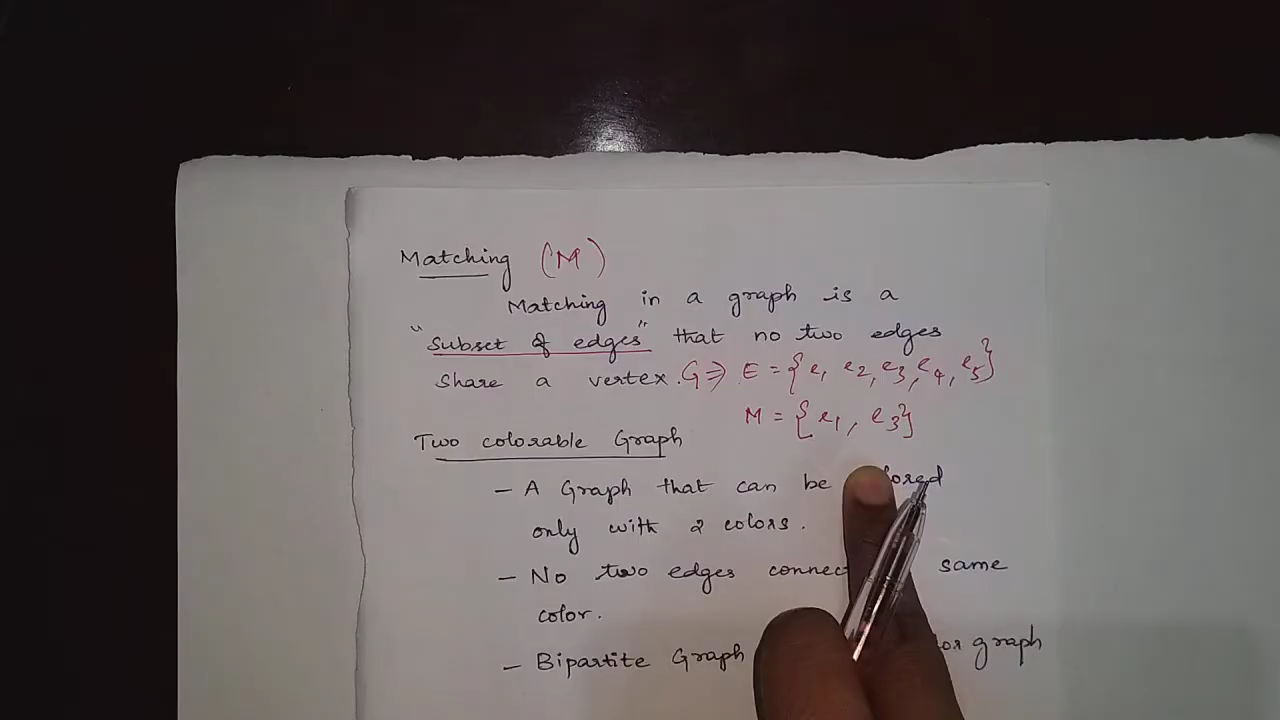 Matching (M)
Matching in a graph is a
"subset of edges" that no two edges
share a vertex. G⇒ E = {e1, e2, e3, e4, e5}
M = {e1, e3}
Two colorable Graph
- A Graph that can be
only with 2 colors.
- No two edges same
color.
- Bipartite Graph graph